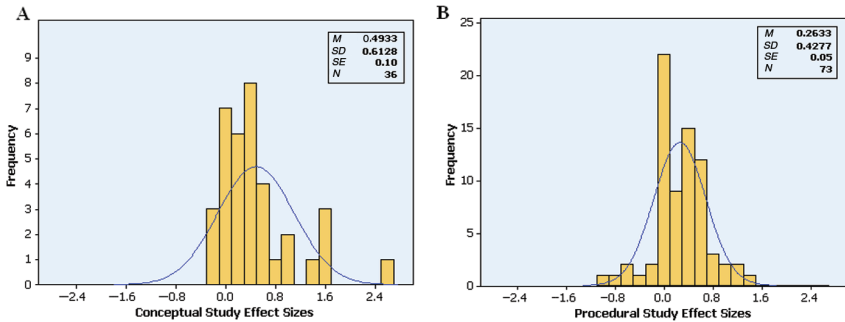 A
M 0.4933
SD 0.6128
SE 0.10
N 36
9
8
7
6
5
4
3
2
1
0
Frequency
−2.4 −1.6 −0.8 0.0 0.8 1.6 2.4
Conceptual Study Effect Sizes
B
M 0.2633
SD 0.4277
SE 0.05
N 73
25
20
15
10
5
0
Frequency
−2.4 −1.6 −0.8 0.0 0.8 1.6 2.4
Procedural Study Effect Sizes